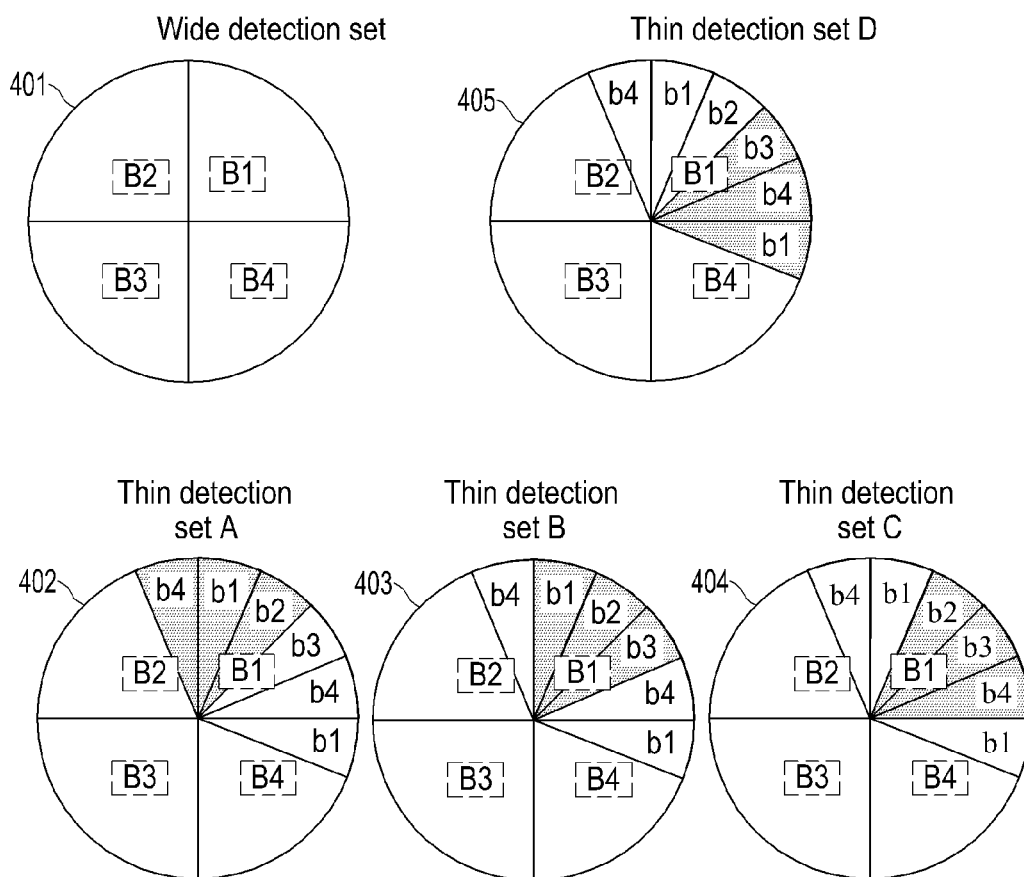 Wide detection set
401
B2
B1
B3
B4
Thin detection set D
405
b4
b1
b2
b3
b4
b1
B2
B1
B3
B4
Thin detection
set A
402
b4
b1
b2
b3
b4
b1
B2
B1
B3
B4
Thin detection
set B
403
b4
b1
b2
b3
b4
b1
B2
B1
B3
B4
Thin detection
set C
404
b4
b1
b2
b3
b4
b1
B2
B1
B3
B4